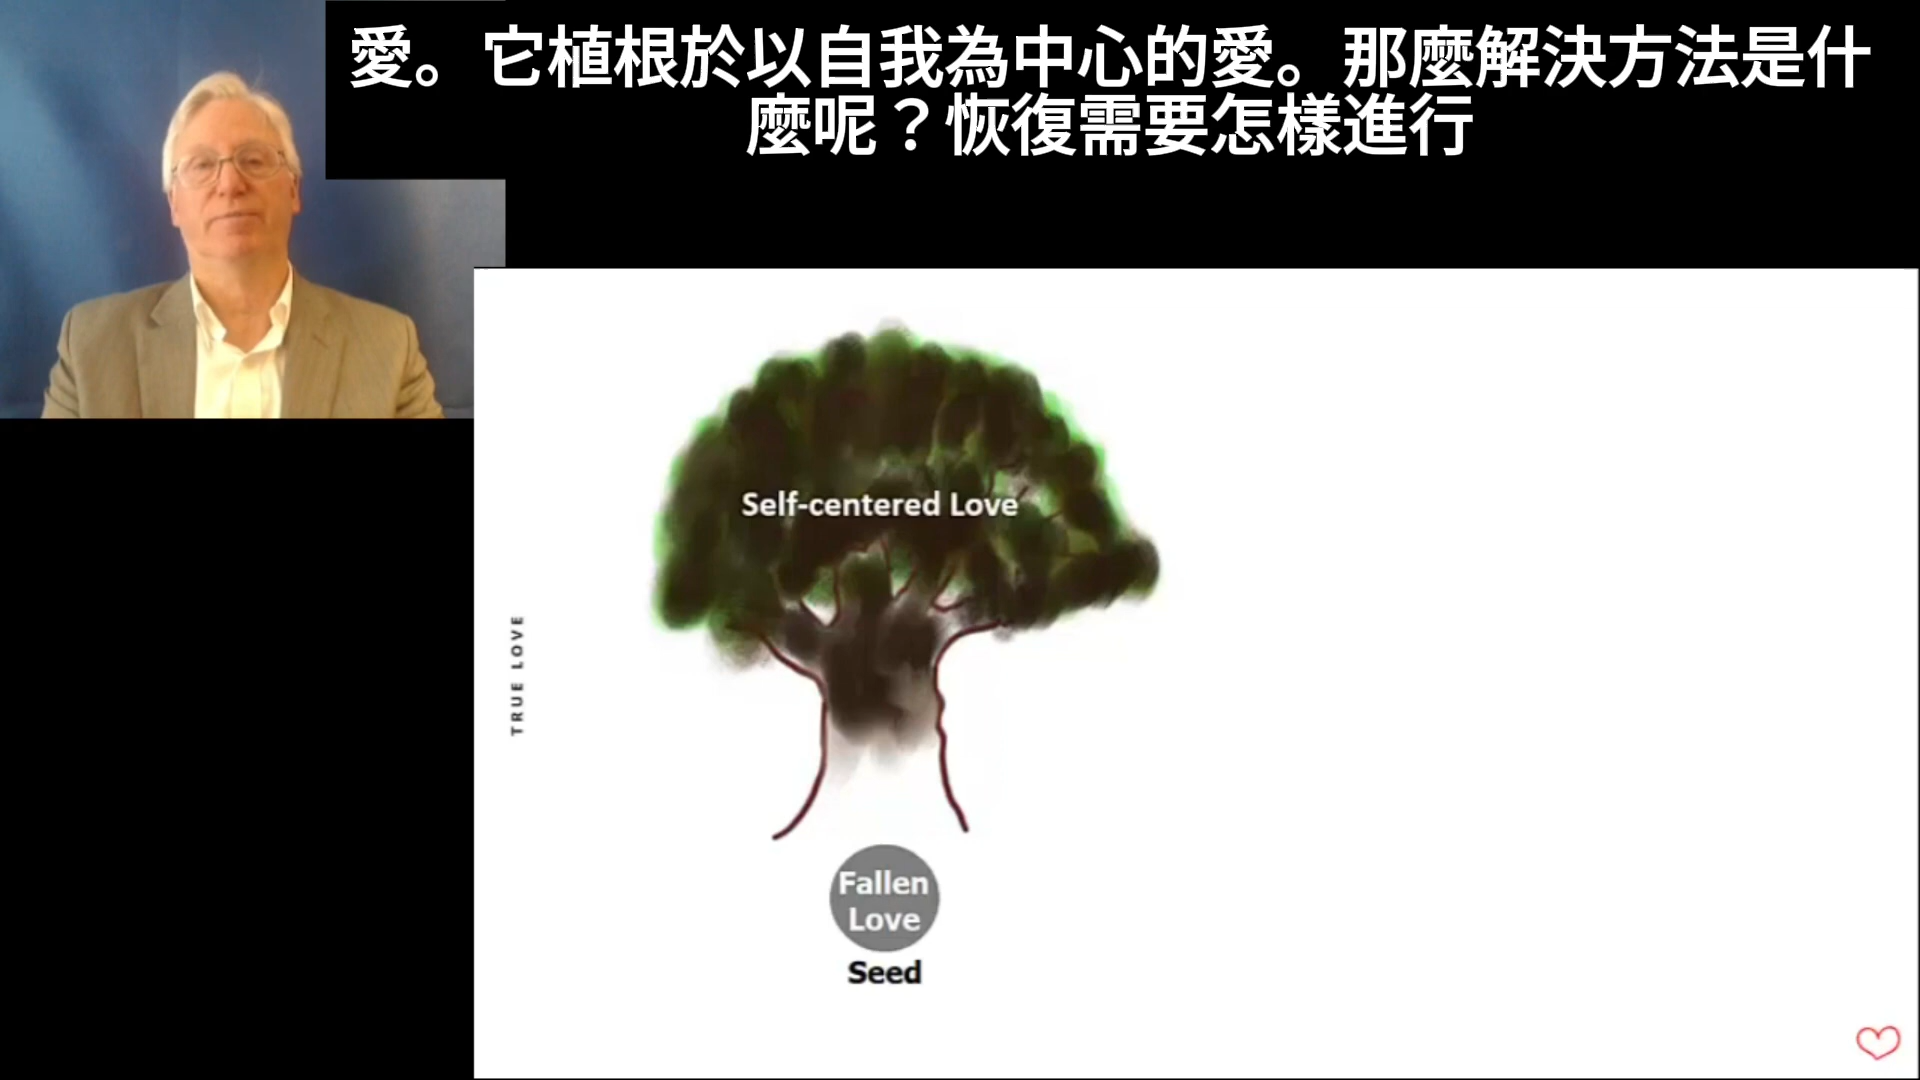 愛。它植根於以自我為中心的愛。那麼解決方法是什
麼呢？恢復需要怎樣進行
Self-centered Love
TRUE LOVE
Fallen
Love
Seed